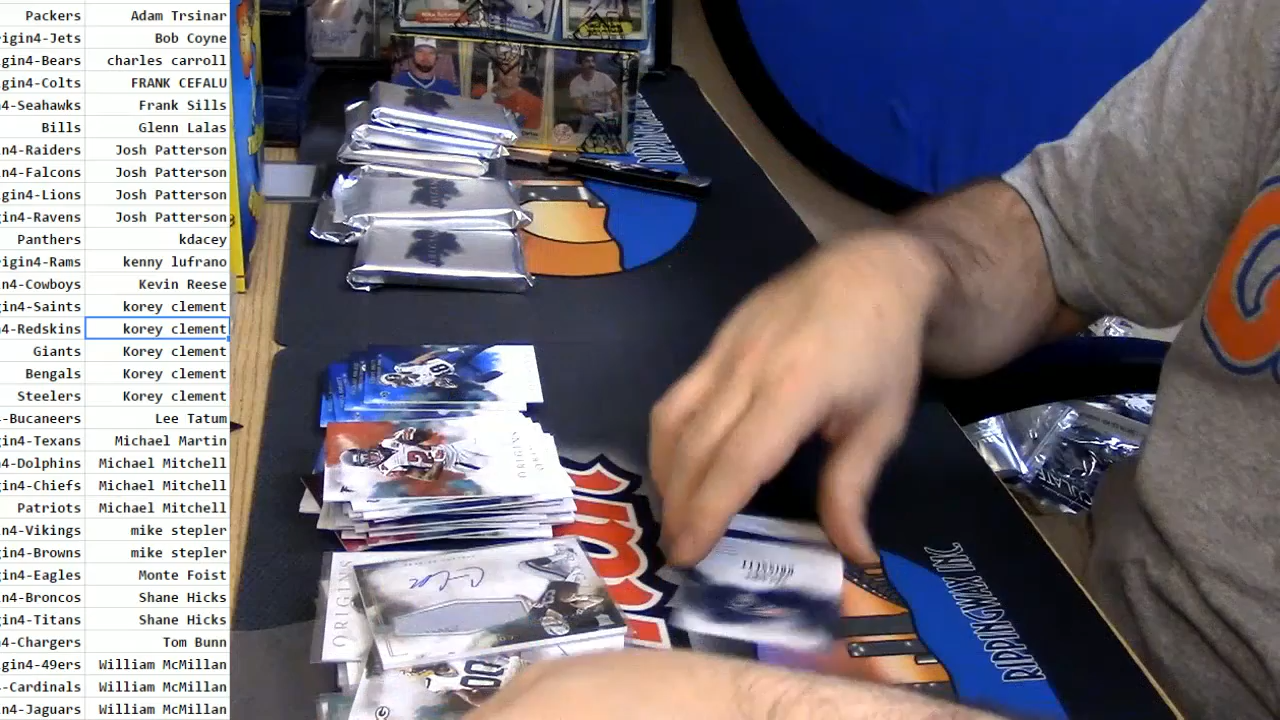 Packers Adam Trsinar
igin4-Jets Bob Coyne
gin4-Bears charles carroll
gin4-Colts FRANK CEFALU
n4-Seahawks Frank Sills
Bills Glenn Lalas
in4-Raiders Josh Patterson
in4-Falcons Josh Patterson
gin4-Lions Josh Patterson
gin4-Ravens Josh Patterson
Panthers kdacey
igin4-Rams kenny lufrano
in4-Cowboys Kevin Reese
gin4-Saints korey clement
4-Redskins korey clement
Giants Korey clement
Bengals Korey clement
Steelers Korey clement
-Bucaneers Lee Tatum
gin4-Texans Michael Martin
n4-Dolphins Michael Mitchell
in4-Chiefs Michael Mitchell
Patriots Michael Mitchell
n4-Vikings mike stepler
in4-Browns mike stepler
gin4-Eagles Monte Foist
in4-Broncos Shane Hicks
in4-Titans Shane Hicks
4-Chargers Tom Bunn
igin4-49ers William McMillan
4-Cardinals William McMillan
n4-Jaguars William McMillan
ORIGINS
ORIGINS
RIPPINGWAX INC.